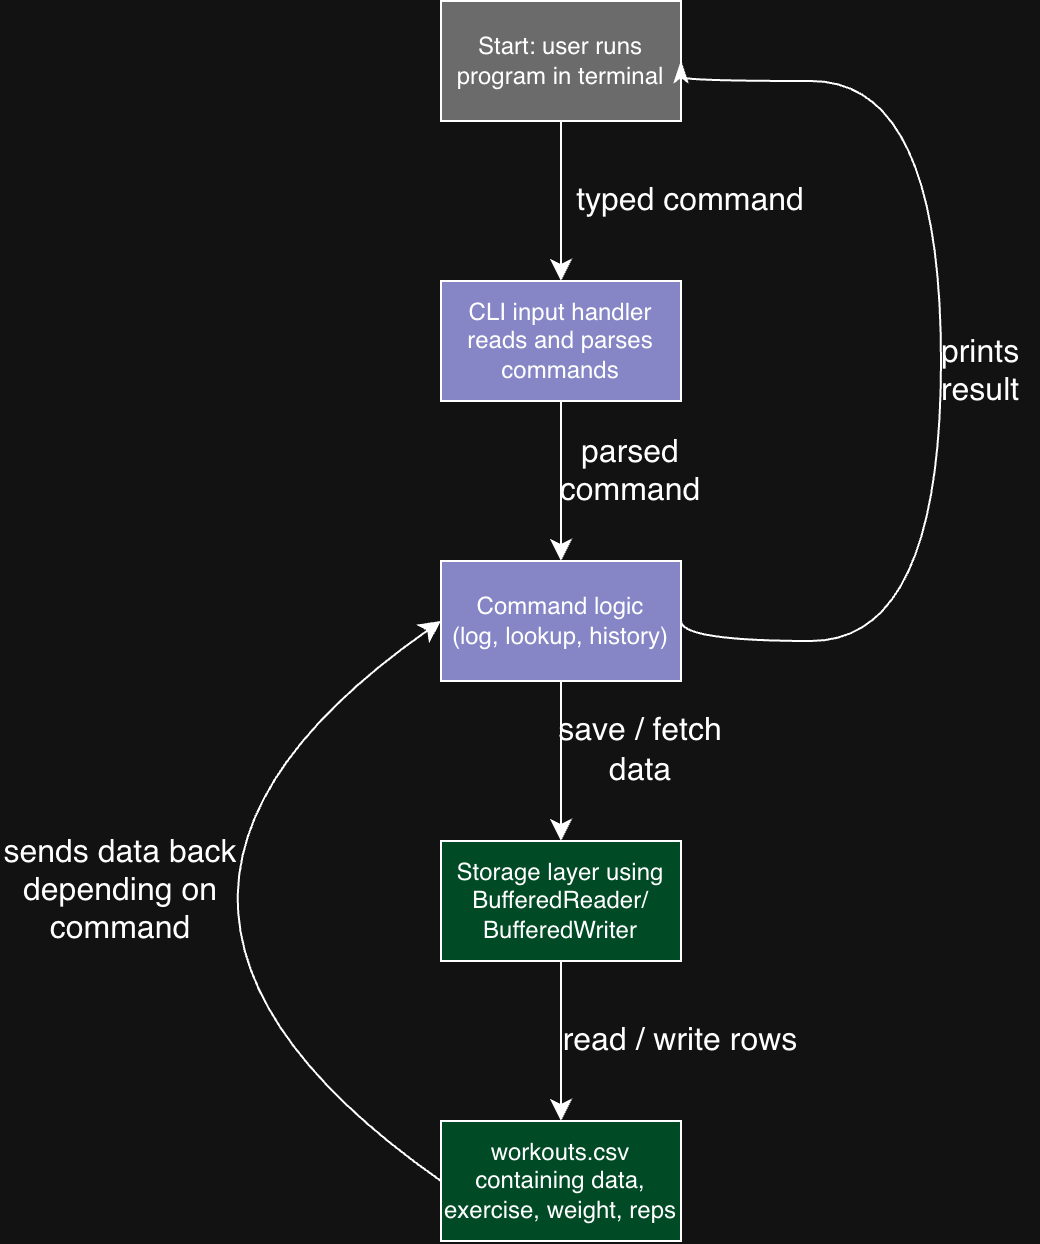 Start: user runs
program in terminal
typed command
CLI input handler
reads and parses
commands
prints
result
parsed
command
Command logic
(log, lookup, history)
save / fetch
data
sends data back
depending on
command
Storage layer using
BufferedReader/
BufferedWriter
read / write rows
workouts.csv
containing data,
exercise, weight, reps